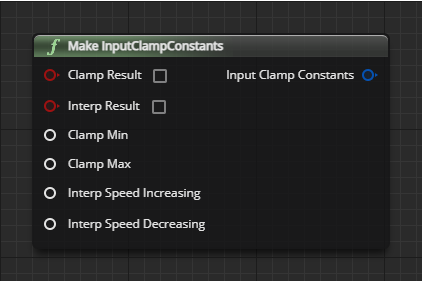 f Make InputClampConstants
Clamp Result Input Clamp Constants
Interp Result
Clamp Min
Clamp Max
Interp Speed Increasing
Interp Speed Decreasing